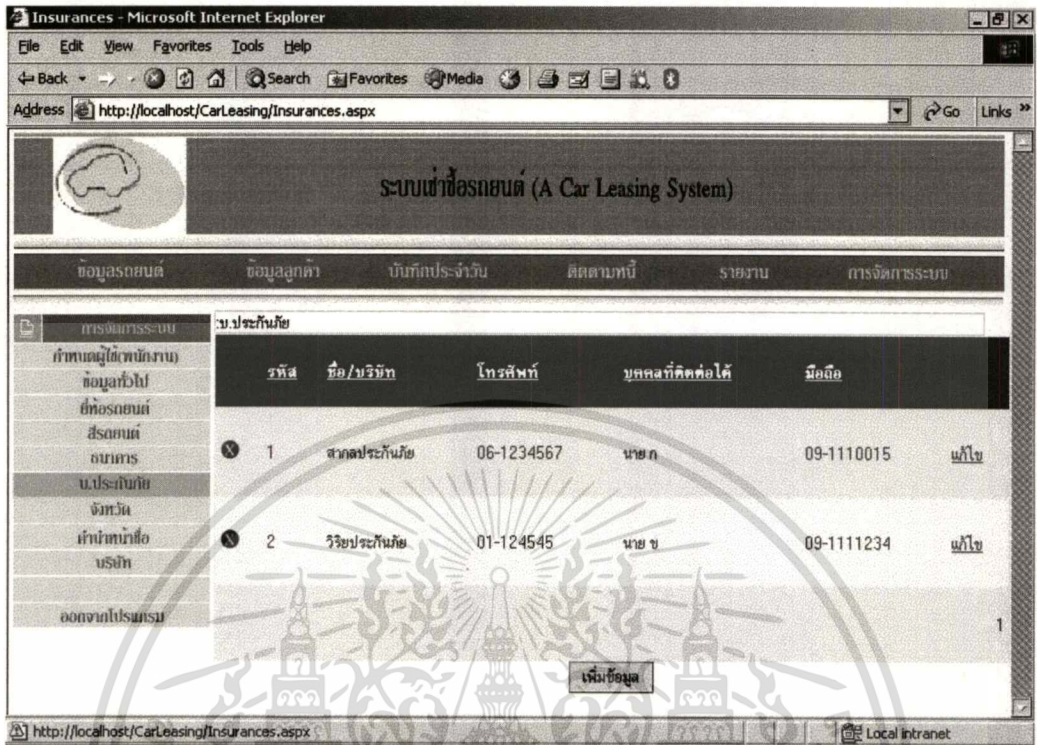 Insurances - Microsoft Internet Explorer
File Edit View Favorites Tools Help
Back Search Favorites Media
Address http://localhost/CarLeasing/Insurances.aspx Go Links »
ระบบเช่าซื้อรถยนต์ (A Car Leasing System)
ข้อมูลรถยนต์ ข้อมูลลูกค้า บันทึกประจำวัน ติดตามหนี้ รายงาน การจัดการระบบ
การจัดการระบบ
กำหนดผู้ใช้(พนักงาน)
ข้อมูลทั่วไป
ยี่ห้อรถยนต์
สีรถยนต์
ธนาคาร
บ.ประกันภัย
จังหวัด
คำนำหน้าชื่อ
บริษัท
ออกจากโปรแกรม
:บ.ประกันภัย
รหัส ชื่อ/บริษัท โทรศัพท์ บุคคลที่ติดต่อได้ มือถือ
X 1 สากลประกันภัย 06-1234567 นาย ก 09-1110015 แก้ไข
X 2 วิริยประกันภัย 01-124545 นาย ข 09-1111234 แก้ไข
1
เพิ่มข้อมูล
http://localhost/CarLeasing/Insurances.aspx Local intranet